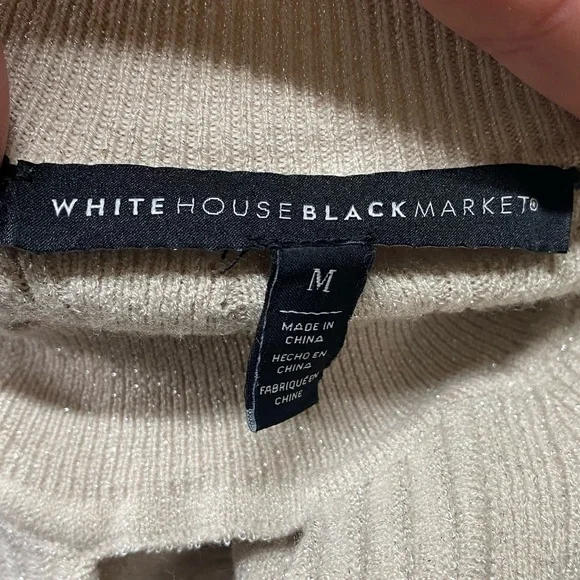 WHITE HOUSE BLACK MARKET®
M
MADE IN
CHINA
HECHO EN
CHINA
FABRIQUÉ EN
CHINE